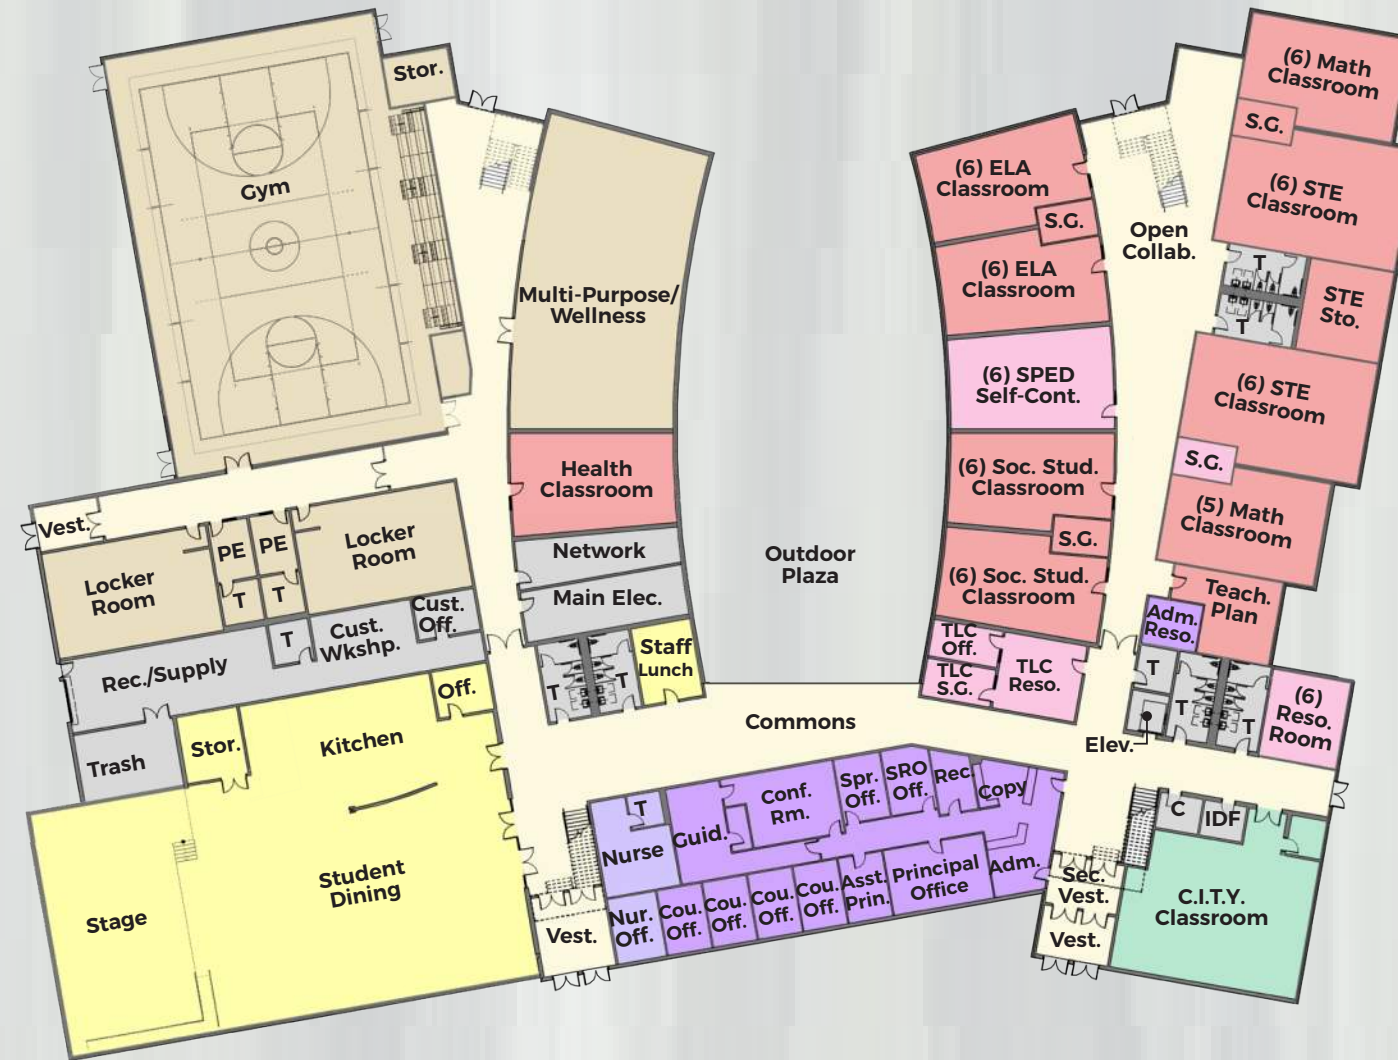 Stor.
Gym
Multi-Purpose/
Wellness
Health
Classroom
Network
Main Elec.
T
T
Staff
Lunch
Vest.
Locker
Room
PE
PE
T
T
Locker
Room
Rec./Supply
T
Cust.
Wkshp.
Cust.
Off.
Trash
Stor.
Kitchen
Off.
Stage
Student
Dining
Outdoor
Plaza
Commons
Vest.
Nurse
T
Nur.
Off.
Guid.
Conf.
Rm.
Spr.
Off.
SRO
Off.
Rec.
Copy
Cou.
Off.
Cou.
Off.
Cou.
Off.
Cou.
Off.
Asst.
Prin.
Principal
Office
Adm.
(6) ELA
Classroom
S.G.
(6) ELA
Classroom
(6) SPED
Self-Cont.
(6) Soc. Stud.
Classroom
S.G.
(6) Soc. Stud.
Classroom
TLC
Off.
TLC
S.G.
TLC
Reso.
Open
Collab.
(6) Math
Classroom
S.G.
(6) STE
Classroom
T
T
STE
Sto.
(6) STE
Classroom
S.G.
(5) Math
Classroom
Teach.
Plan
Adm.
Reso.
T
T
T
(6)
Reso.
Room
Elev.
C
IDF
Sec.
Vest.
Vest.
C.I.T.Y.
Classroom